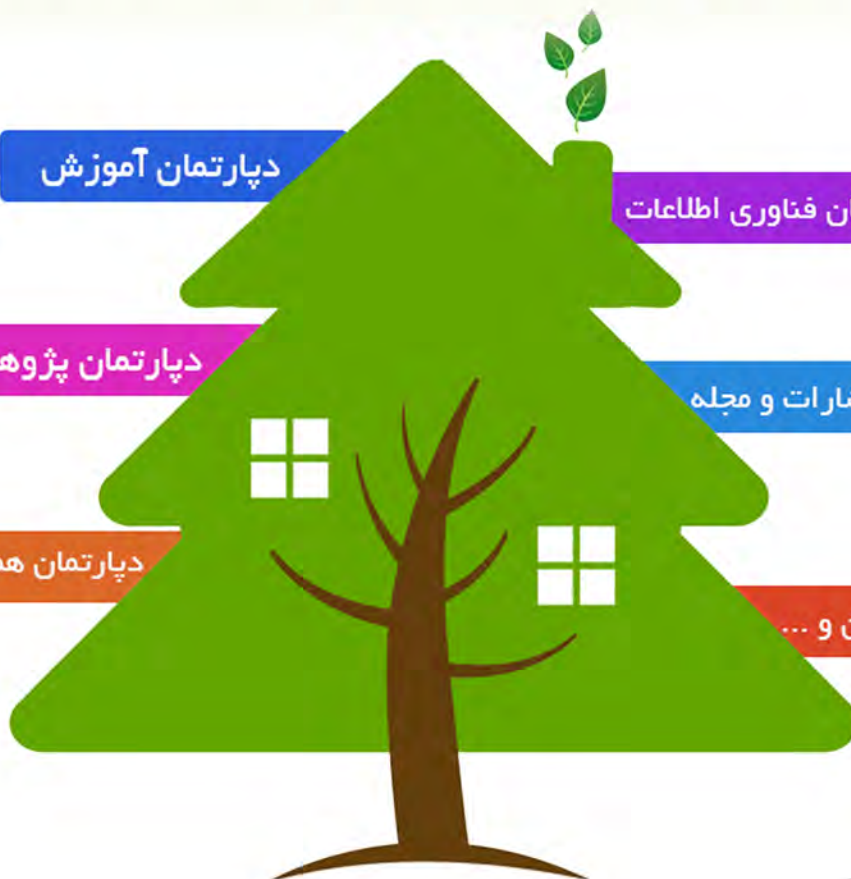 دپارتمان آموزش
فناوری اطلاعات
دپارتمان
و مجله
دپارتمان
و ...